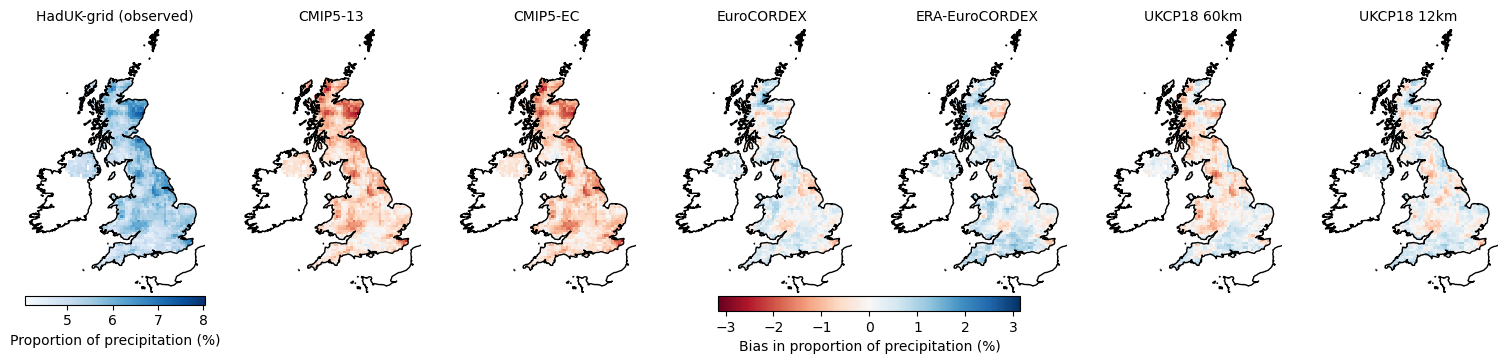 HadUK-grid (observed) CMIP5-13 CMIP5-EC EuroCORDEX ERA-EuroCORDEX UKCP18 60km UKCP18 12km
5 6 7 8
Proportion of precipitation (%)
−3 −2 −1 0 1 2 3
Bias in proportion of precipitation (%)